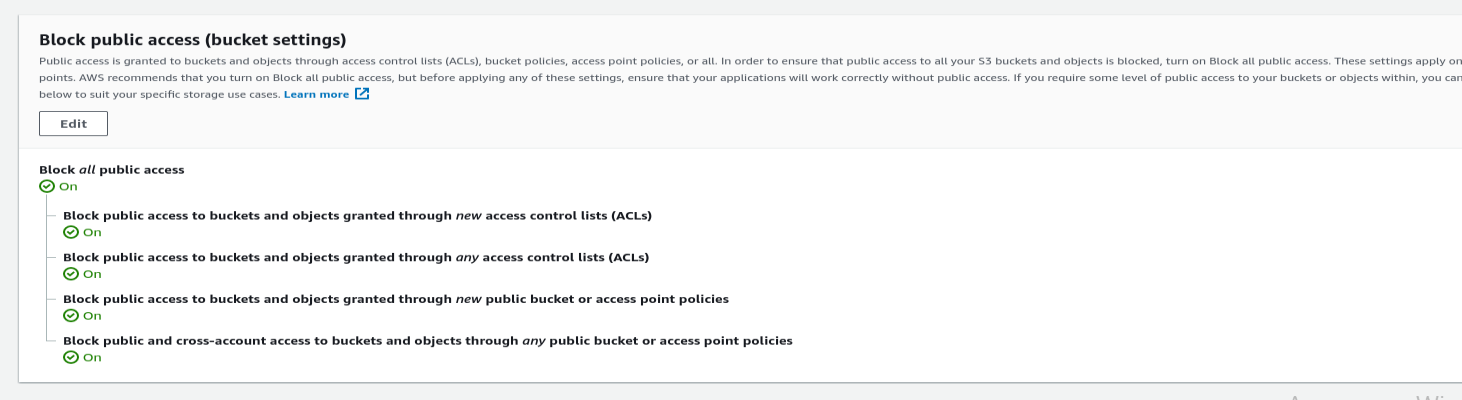 Block public access (bucket settings)
Public access is granted to buckets and objects through access control lists (ACLs), bucket policies, access point policies, or all. In order to ensure that public access to all your S3 buckets and objects is blocked, turn on Block all public access. These settings apply on
points. AWS recommends that you turn on Block all public access, but before applying any of these settings, ensure that your applications will work correctly without public access. If you require some level of public access to your buckets or objects within, you can
below to suit your specific storage use cases. Learn more
Edit
Block all public access
On
Block public access to buckets and objects granted through new access control lists (ACLs)
On
Block public access to buckets and objects granted through any access control lists (ACLs)
On
Block public access to buckets and objects granted through new public bucket or access point policies
On
Block public and cross-account access to buckets and objects through any public bucket or access point policies
On